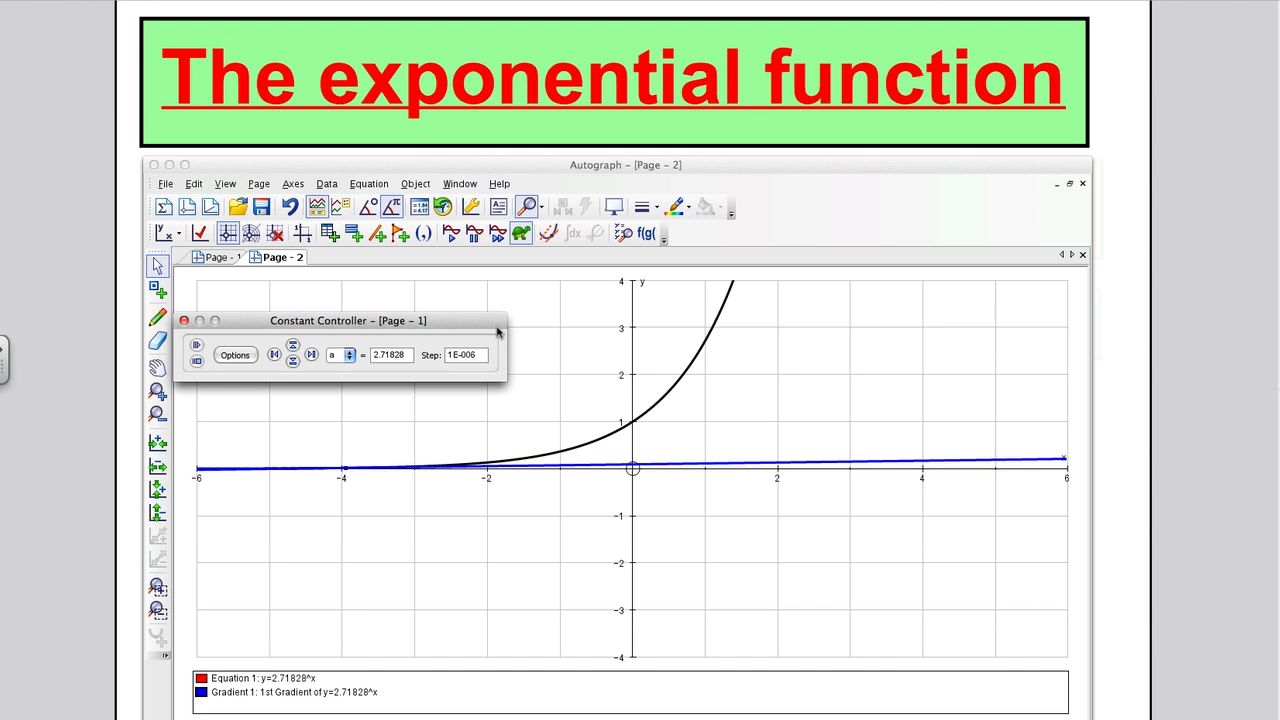 The exponential function
Autograph - [Page - 2]
File Edit View Page Axes Data Equation Object Window Help
Page - 1 Page - 2
Constant Controller - [Page - 1]
Options a = 2.71828 Step: 1E-006
y
4
3
2
1
-6 -4 -2 2 4 6
x
-1
-2
-3
-4
Equation 1: y=2.71828^x
Gradient 1: 1st Gradient of y=2.71828^x